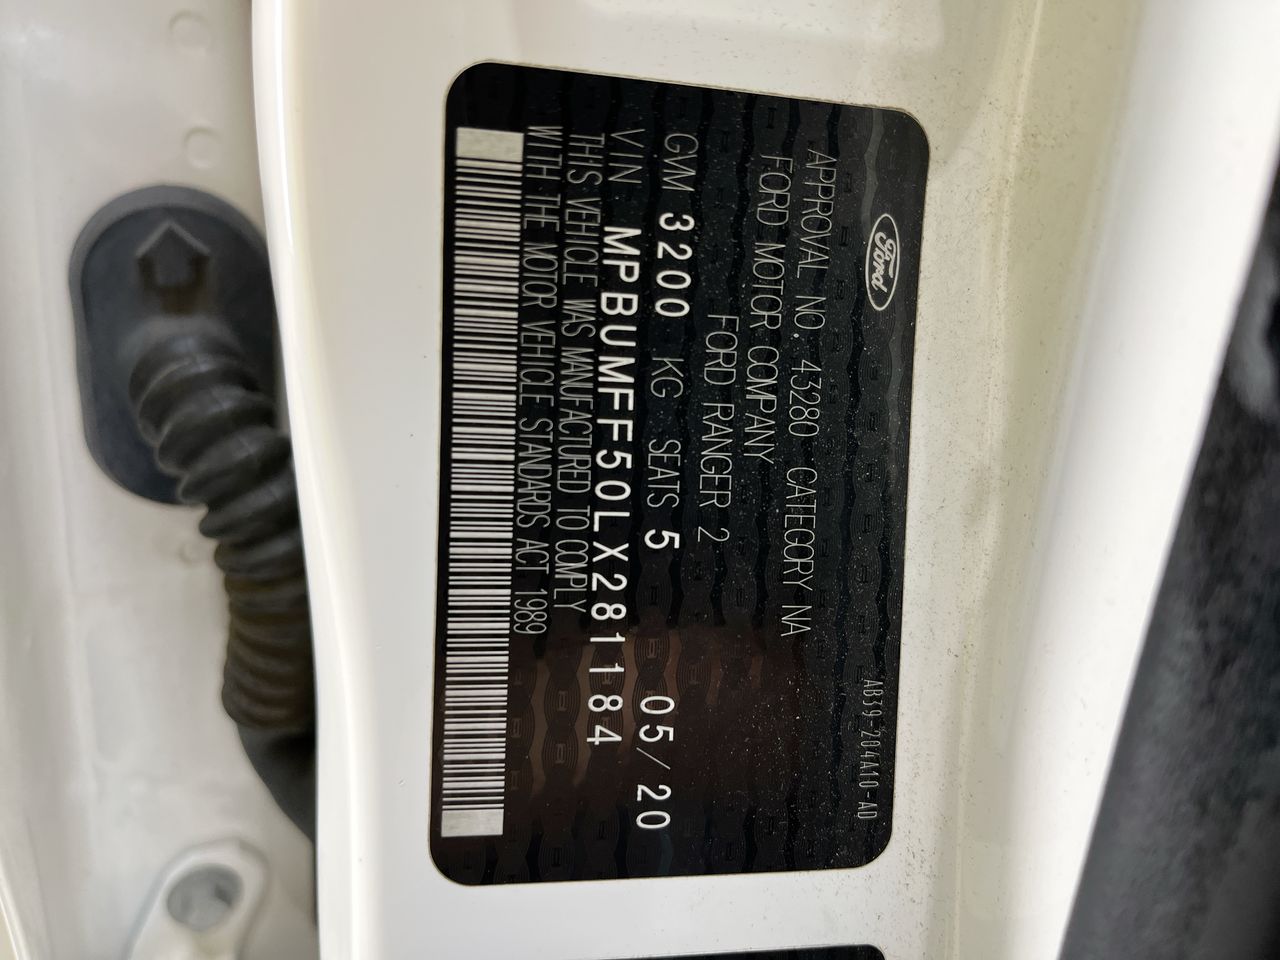 Ford
AB39-204A10-AD
APPROVAL NO. 43280 CATEGORY NA
FORD MOTOR COMPANY
FORD RANGER 2
GVM 3200 KG SEATS 5 05/20
VIN MPBUMFF50LX281184
THIS VEHICLE WAS MANUFACTURED TO COMPLY
WITH THE MOTOR VEHICLE STANDARDS ACT 1989